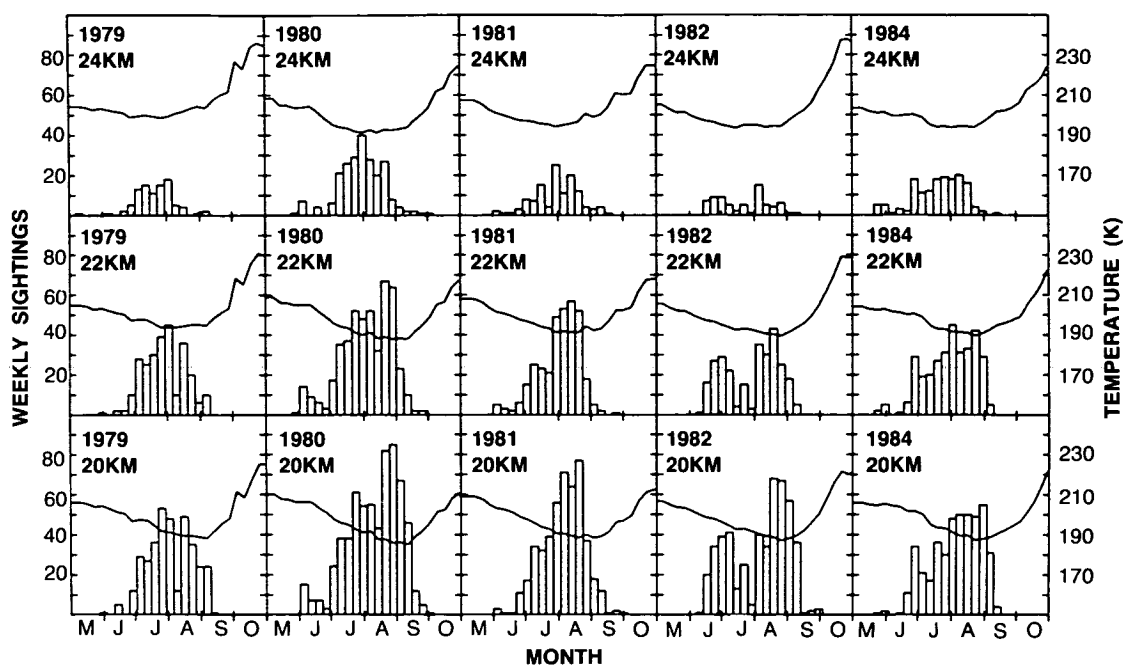 1979 1980 1981 1982 1984
24KM 24KM 24KM 24KM 24KM
80 230
60 210
40 190
20 170
1979 1980 1981 1982 1984
22KM 22KM 22KM 22KM 22KM
80 230
60 210
40 190
20 170
1979 1980 1981 1982 1984
20KM 20KM 20KM 20KM 20KM
80 230
60 210
40 190
20 170
M J J A S O M J J A S O M J J A S O M J J A S O M J J A S O
WEEKLY SIGHTINGS
TEMPERATURE (K)
MONTH